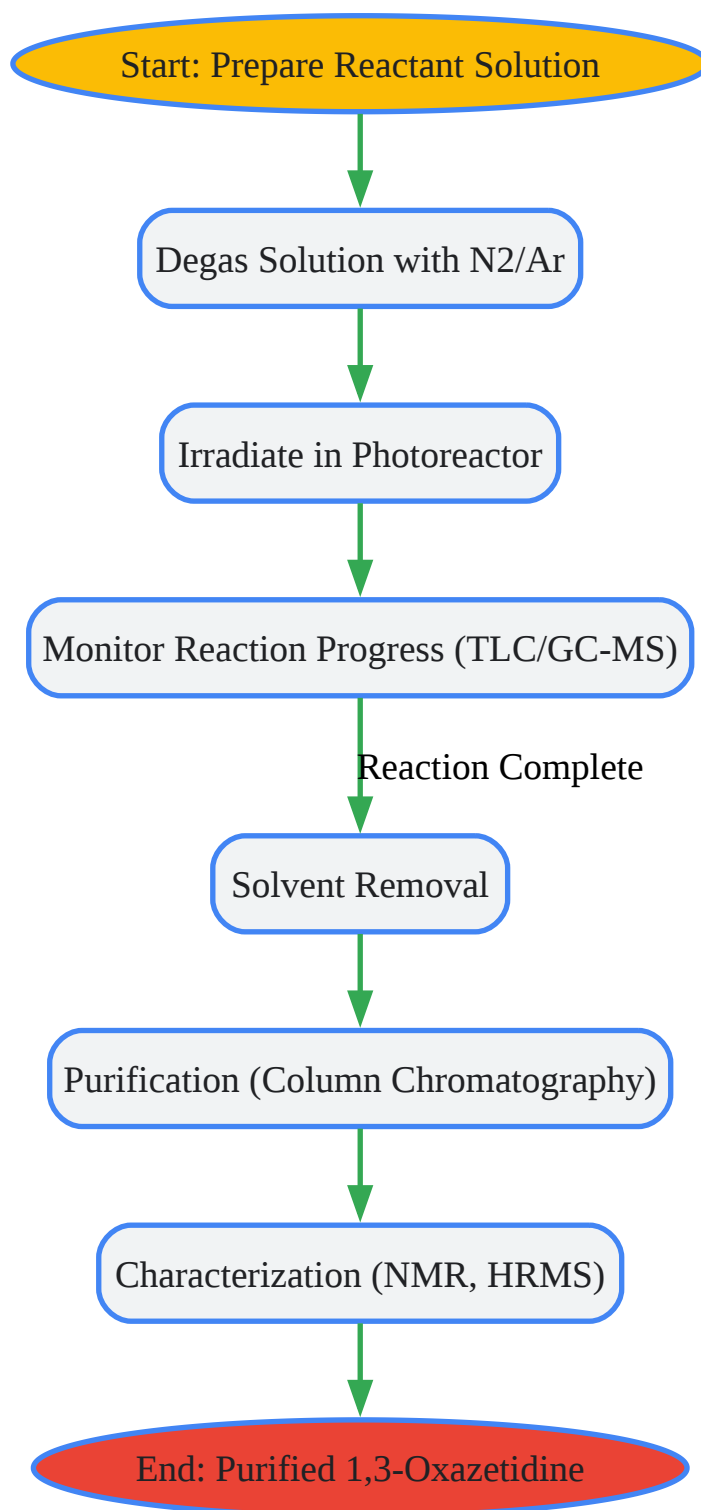 Start: Prepare Reactant Solution
Degas Solution with N2/Ar
Irradiate in Photoreactor
Monitor Reaction Progress (TLC/GC-MS)
Reaction Complete
Solvent Removal
Purification (Column Chromatography)
Characterization (NMR, HRMS)
End: Purified 1,3-Oxazetidine